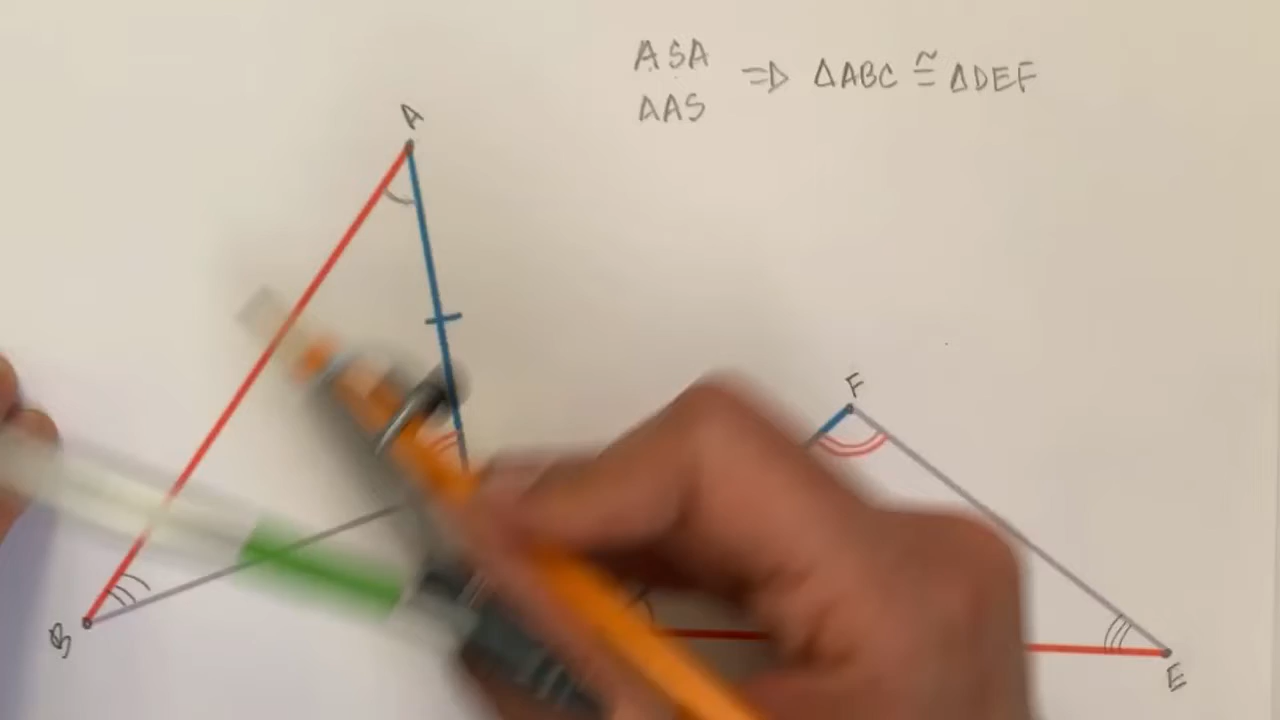 ASA
AAS
⇒ ΔABC ≅ ΔDEF
A
F
B
E